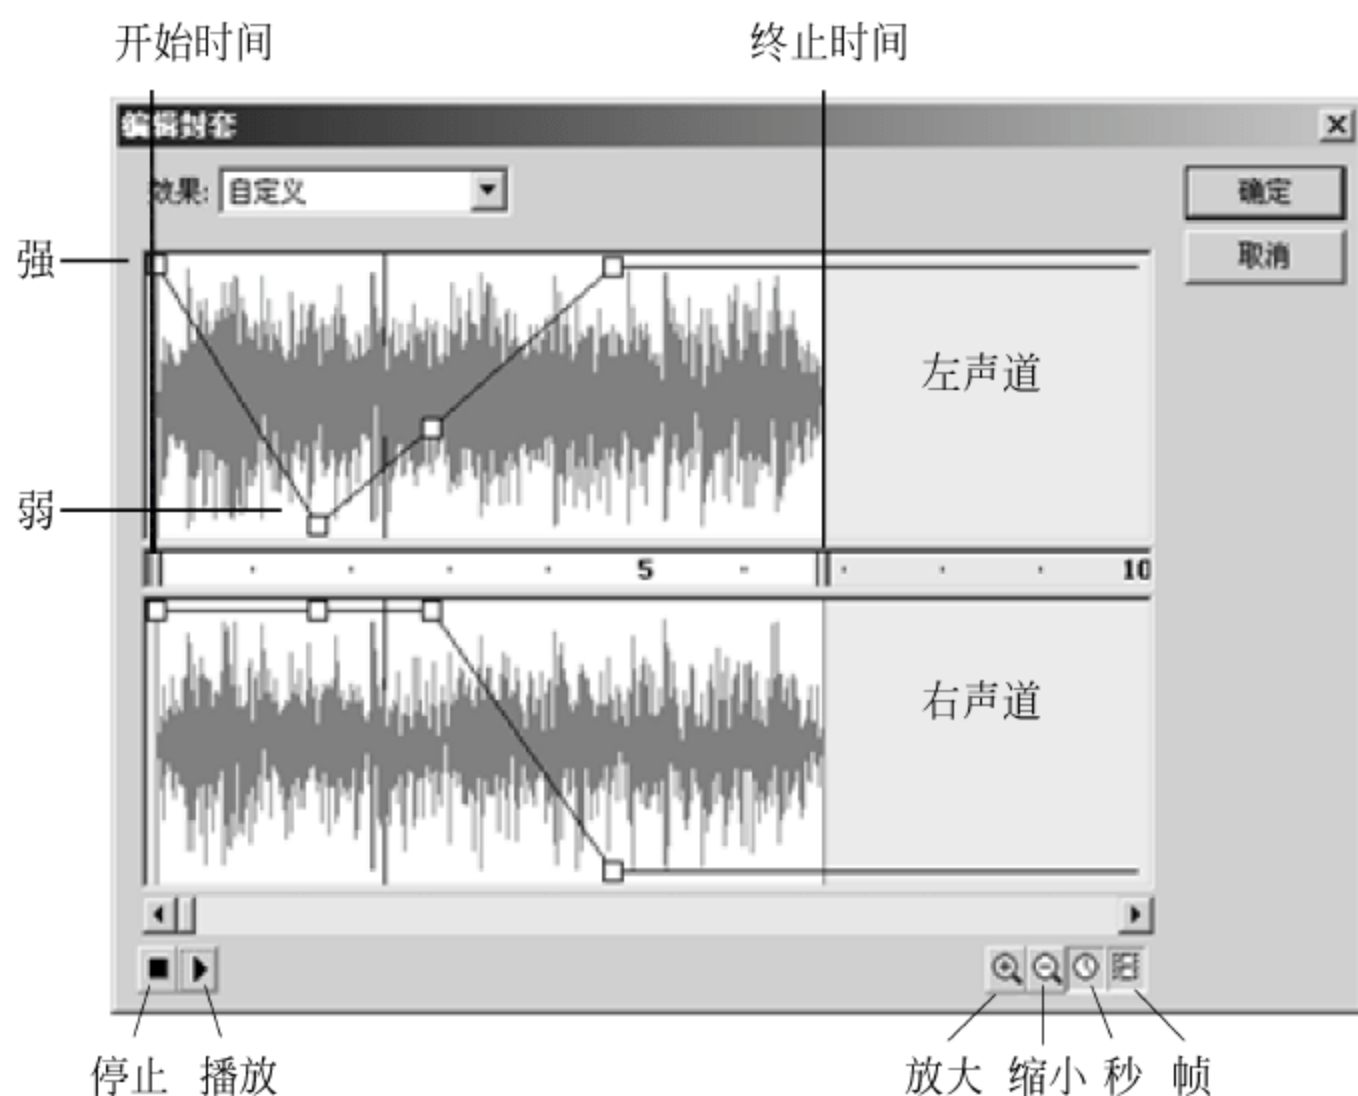 开始时间 终止时间
编辑封套
效果: 自定义
确定
取消
强
左声道
弱
5 10
右声道
停止 播放 放大 缩小 秒 帧